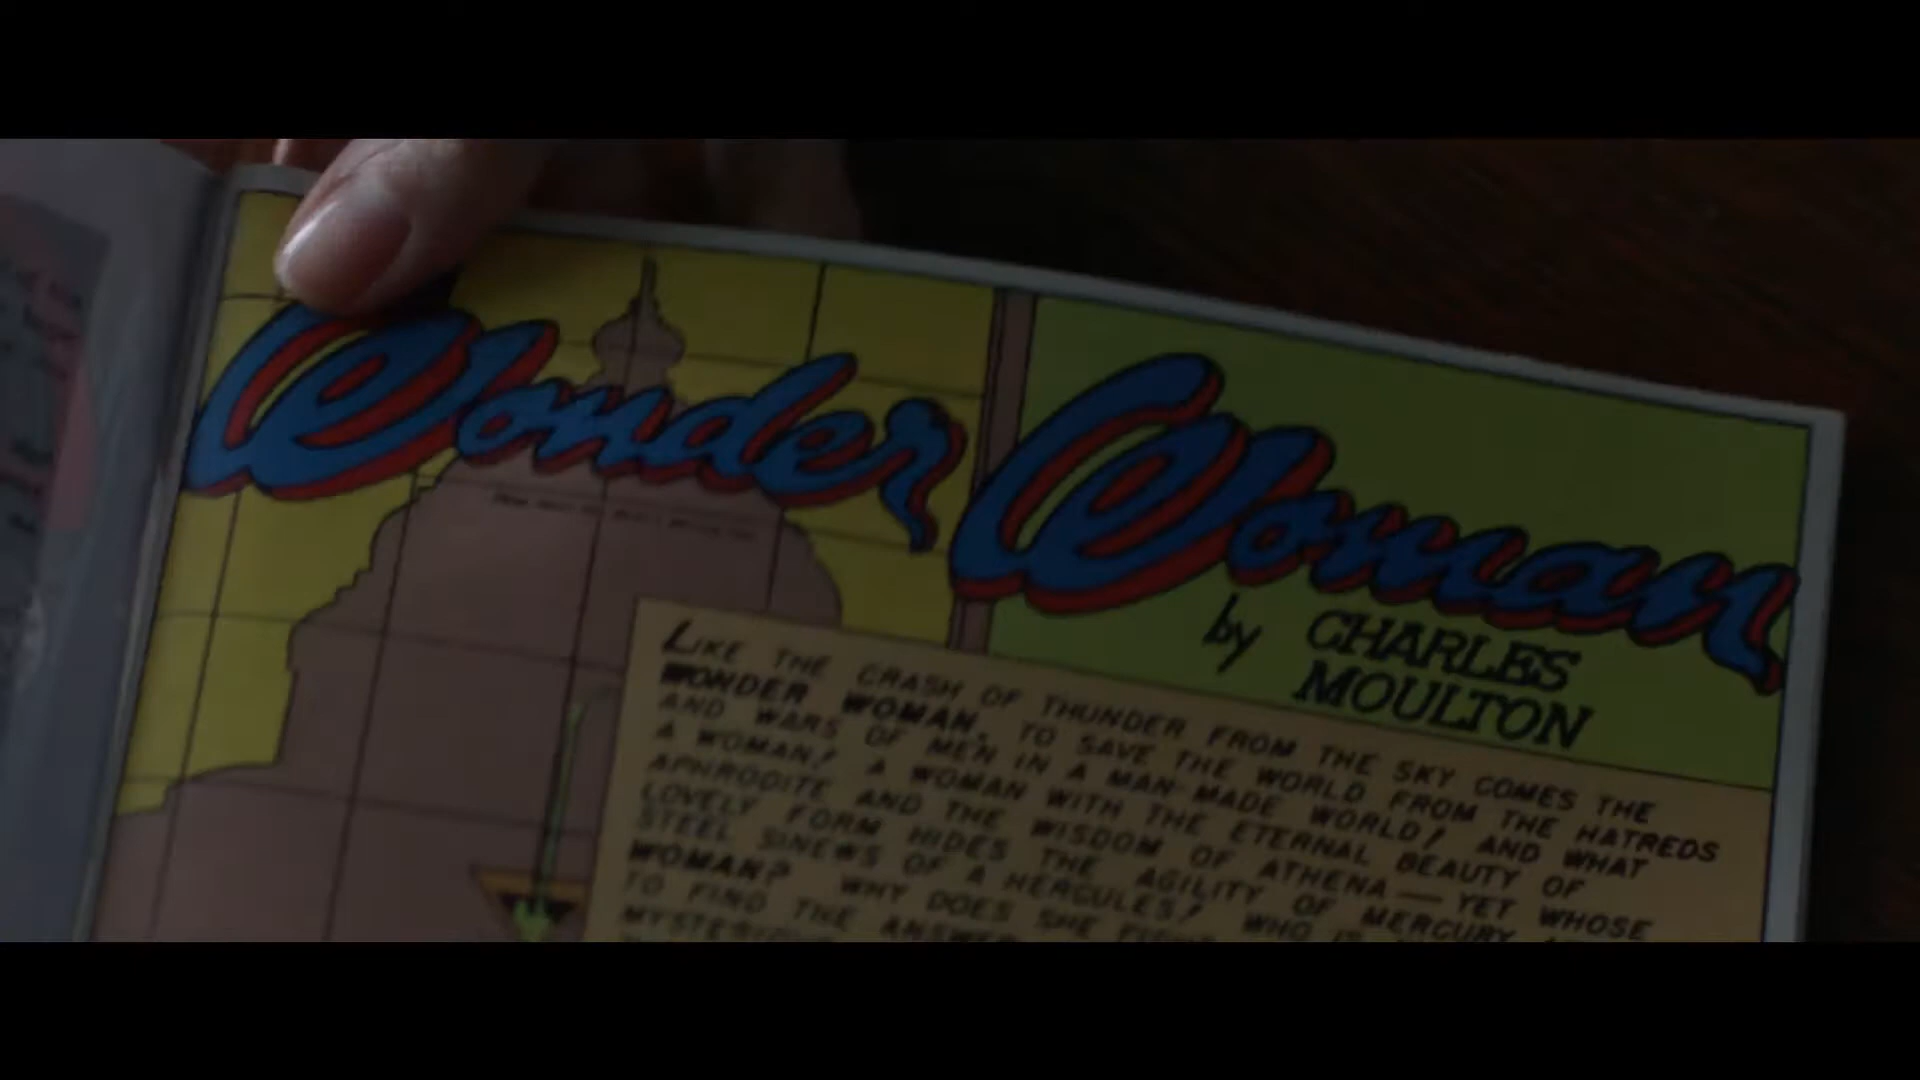 Wonder Woman
by CHARLES
MOULTON
LIKE THE CRASH OF THUNDER FROM THE SKY COMES THE
WONDER WOMAN, TO SAVE THE WORLD FROM THE HATREDS
AND WARS OF MEN IN A MAN-MADE WORLD! AND WHAT
A WOMAN! A WOMAN WITH THE ETERNAL BEAUTY OF
APHRODITE AND THE WISDOM OF ATHENA — YET WHOSE
LOVELY FORM HIDES THE AGILITY OF MERCURY
STEEL SINEWS OF A HERCULES! WHO IS
WOMAN? WHY DOES SHE
TO FIND THE ANSWER